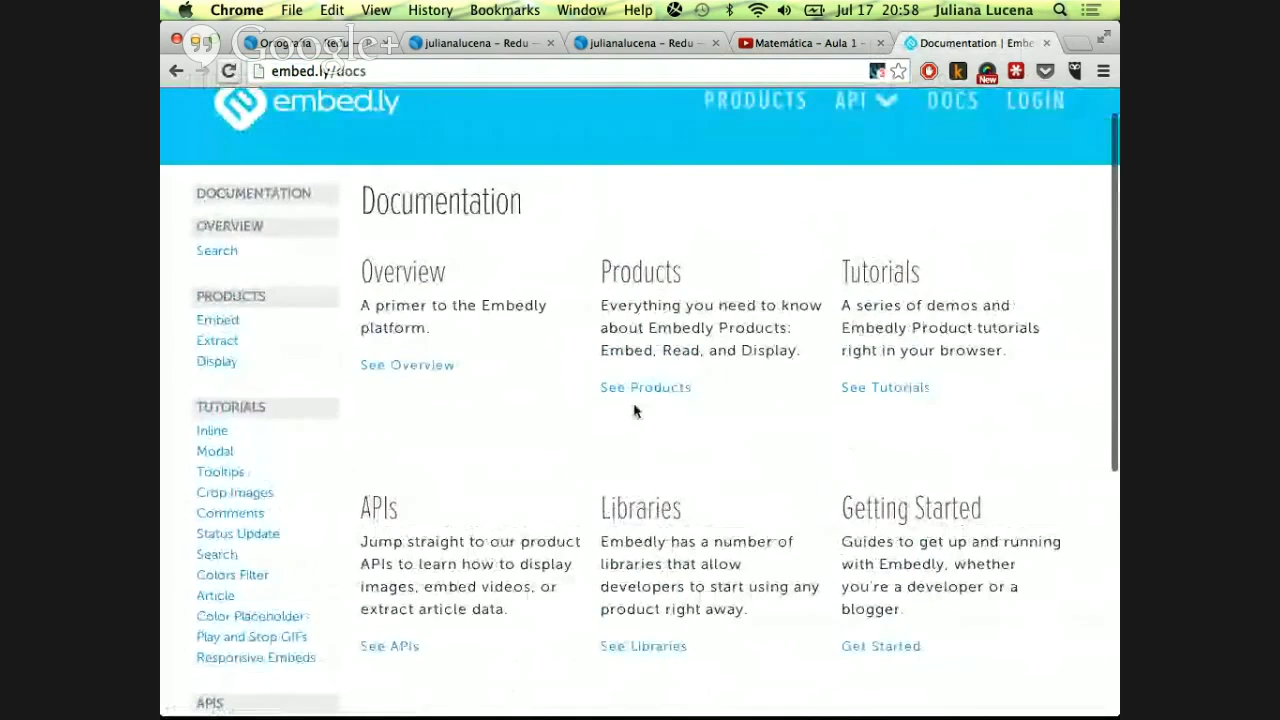 Chrome File Edit View History Bookmarks Window Help Jul 17 20:58 Juliana Lucena
Google+
Ortografia - Redu julianalucena - Redu - julianalucena - Redu - Matemática - Aula 1 - Documentation | Embe
embed.ly/docs
New
embed.ly PRODUCTS API DOCS LOGIN
DOCUMENTATION
OVERVIEW
Search
PRODUCTS
Embed
Extract
Display
TUTORIALS
Inline
Modal
Tooltips
Crop Images
Comments
Status Update
Search
Colors Filter
Article
Color Placeholder
Play and Stop GIFs
Responsive Embeds
APIS
Documentation
Overview
A primer to the Embedly
platform.
See Overview
Products
Everything you need to know
about Embedly Products:
Embed, Read, and Display.
See Products
Tutorials
A series of demos and
Embedly Product tutorials
right in your browser.
See Tutorials
APIs
Jump straight to our product
APIs to learn how to display
images, embed videos, or
extract article data.
See APIs
Libraries
Embedly has a number of
libraries that allow
developers to start using any
product right away.
See Libraries
Getting Started
Guides to get up and running
with Embedly, whether
you're a developer or a
blogger.
Get Started